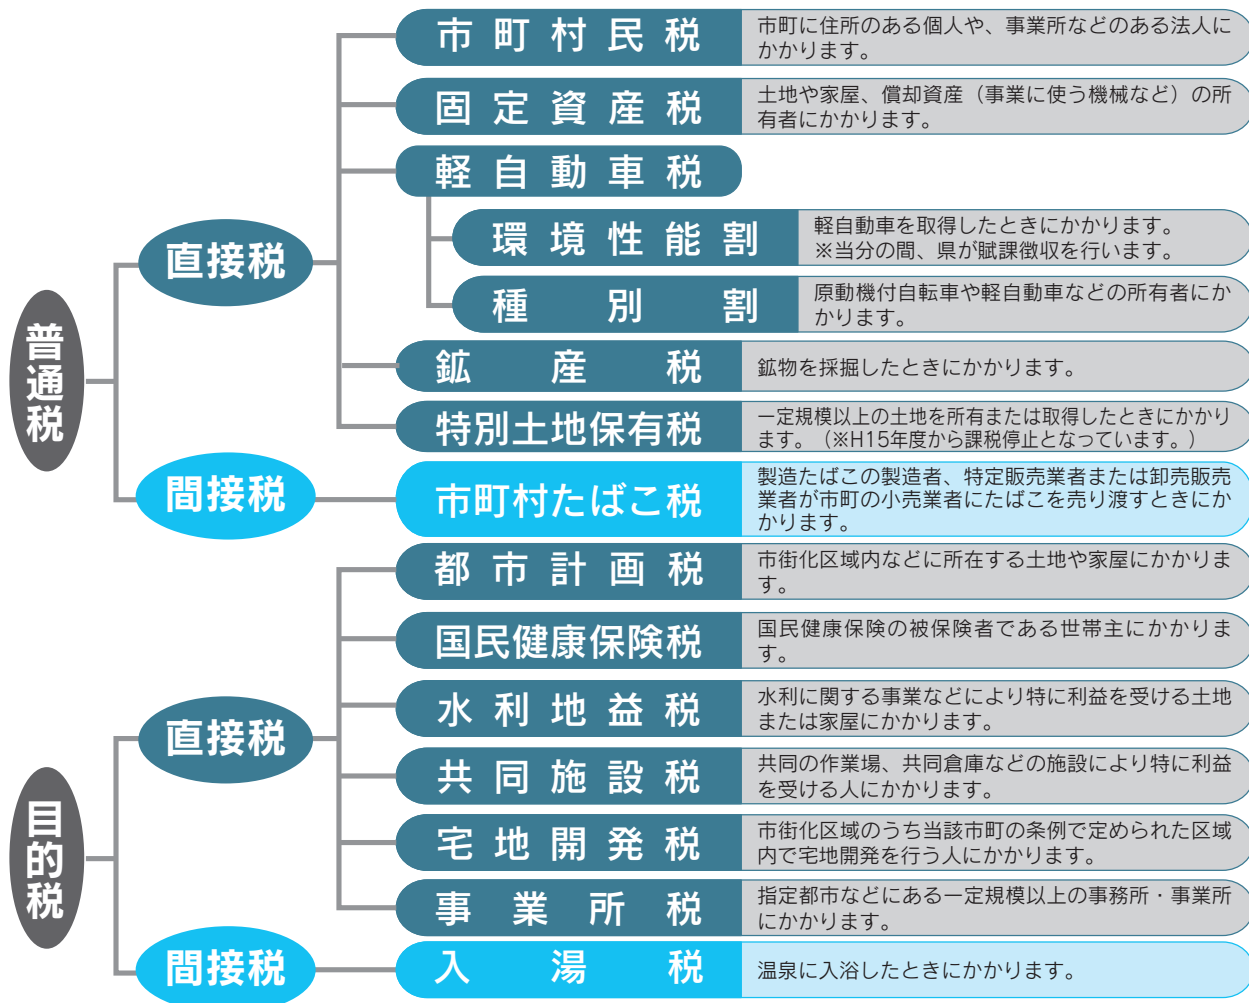 普通税
直接税
市町村民税
市町に住所のある個人や、事業所などのある法人に
かかります。
固定資産税
土地や家屋、償却資産（事業に使う機械など）の所
有者にかかります。
軽自動車税
環境性能割
軽自動車を取得したときにかかります。
※当分の間、県が賦課徴収を行います。
種別割
原動機付自転車や軽自動車などの所有者にか
かります。
鉱産税
鉱物を採掘したときにかかります。
特別土地保有税
一定規模以上の土地を所有または取得したときにかかり
ます。（※H15年度から課税停止となっています。）
間接税
市町村たばこ税
製造たばこの製造者、特定販売業者または卸売販売
業者が市町の小売業者にたばこを売り渡すときにか
かります。
目的税
直接税
都市計画税
市街化区域内などに所在する土地や家屋にかかりま
す。
国民健康保険税
国民健康保険の被保険者である世帯主にかかりま
す。
水利地益税
水利に関する事業などにより特に利益を受ける土地
または家屋にかかります。
共同施設税
共同の作業場、共同倉庫などの施設により特に利益
を受ける人にかかります。
宅地開発税
市街化区域のうち当該市町の条例で定められた区域
内で宅地開発を行う人にかかります。
事業所税
指定都市などにある一定規模以上の事務所・事業所
にかかります。
間接税
入湯税
温泉に入浴したときにかかります。